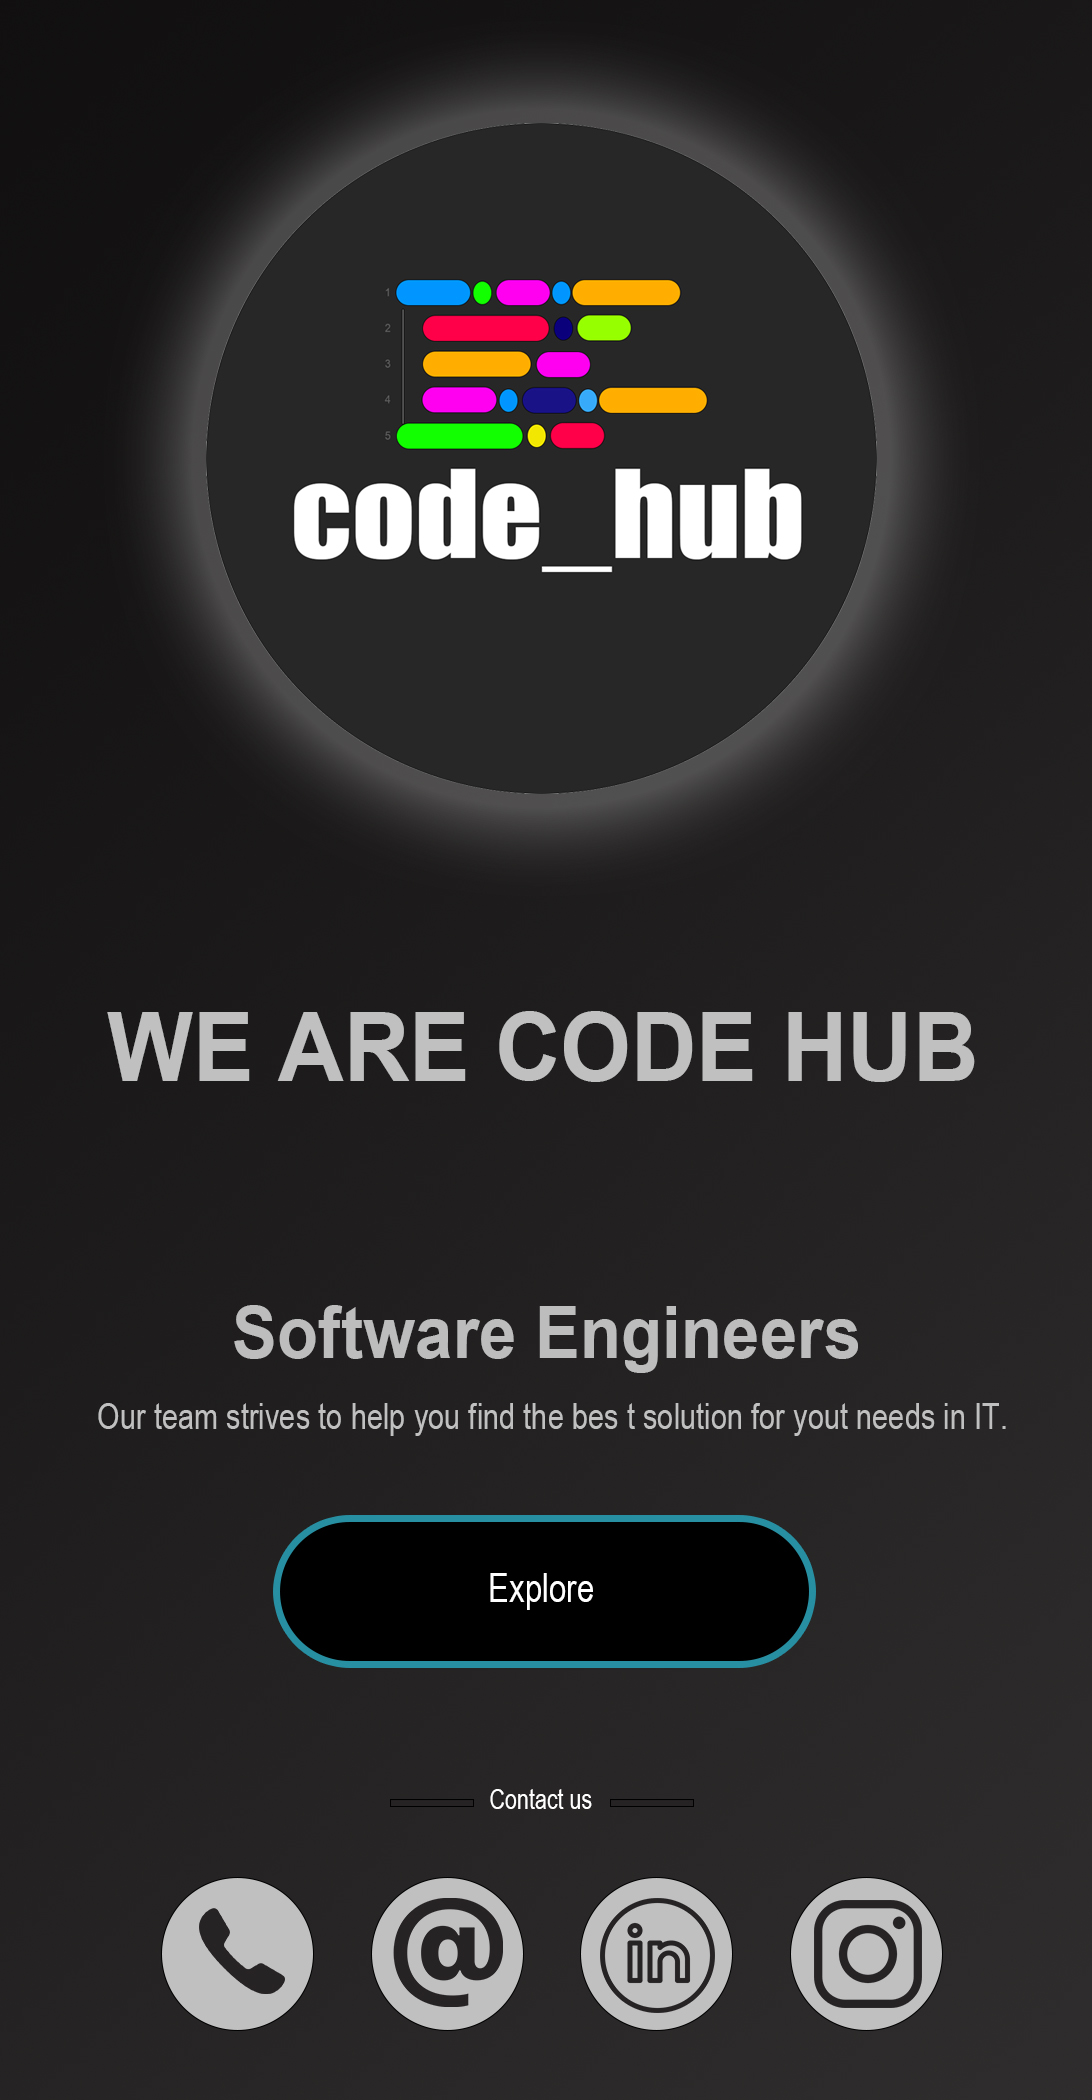 1
2
3
4
5
code_hub
WE ARE CODE HUB
Software Engineers
Our team strives to help you find the bes t solution for yout needs in IT.
Explore
Contact us
@
in